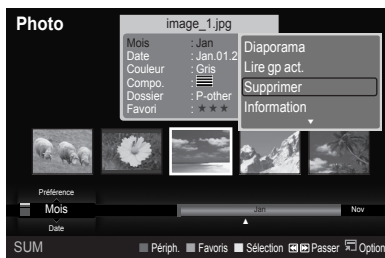 Photo
image_1.jpg
Mois : Jan
Date : Jan.01.2
Couleur : Gris
Compo. :
Dossier : P-other
Favori : ★★★
Diaporama
Lire gp act.
Supprimer
Information
Préférence
Mois
Date
Jan
Nov
SUM
Périph. Favoris Sélection Passer Option